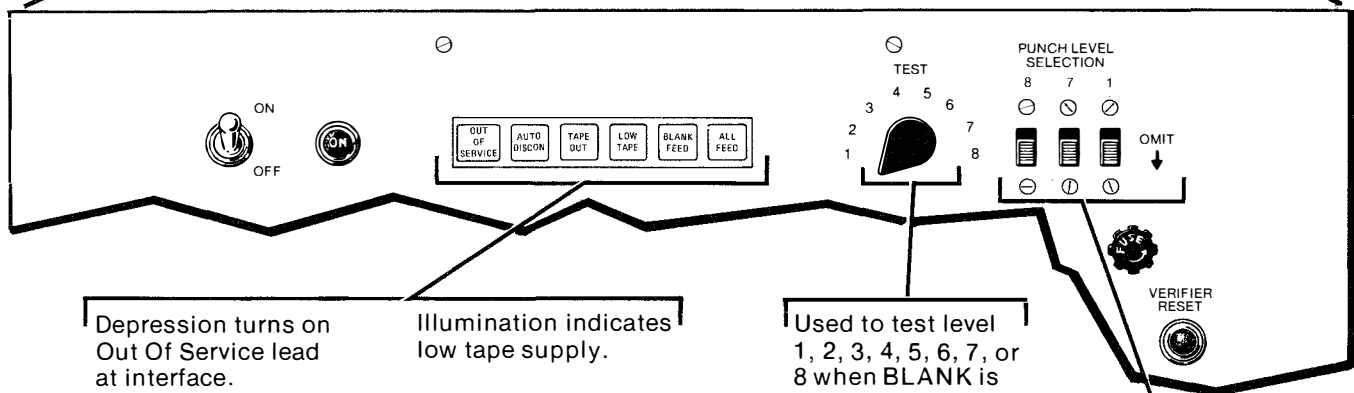 PUNCH LEVEL
SELECTION
TEST
8 7 1
1 2 3 4 5 6 7 8
ON
OFF
ON
OUT OF SERVICE
AUTO DISCON
TAPE OUT
LOW TAPE
BLANK FEED
ALL FEED
OMIT
FUSE
VERIFIER
RESET
Depression turns on
Out Of Service lead
at interface.
Illumination indicates
low tape supply.
Used to test level
1, 2, 3, 4, 5, 6, 7, or
8 when BLANK is